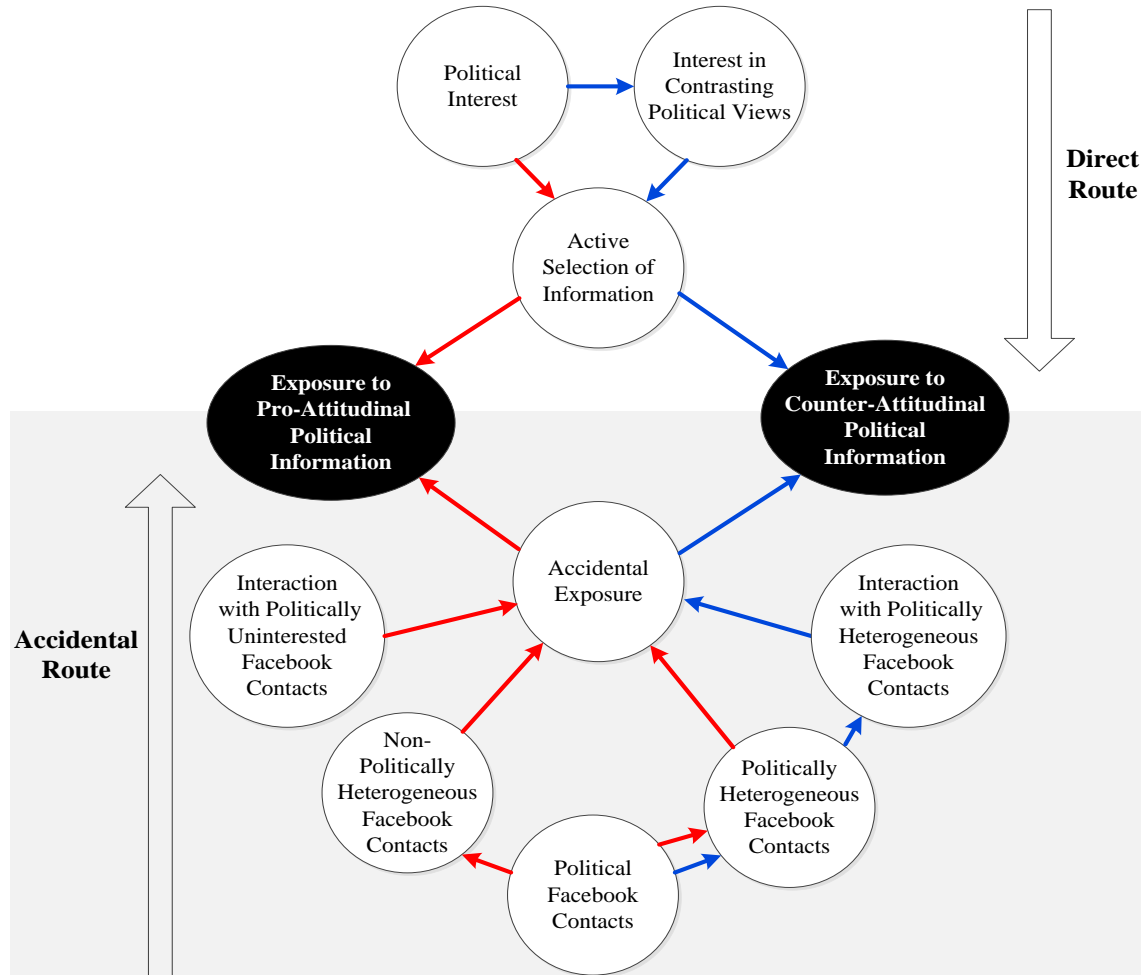 Political
Interest
Interest in
Contrasting
Political Views
Direct
Route
Active
Selection of
Information
Exposure to
Pro-Attitudinal
Political
Information
Exposure to
Counter-Attitudinal
Political
Information
Accidental
Exposure
Interaction
with Politically
Uninterested
Facebook
Contacts
Interaction
with Politically
Heterogeneous
Facebook
Contacts
Accidental
Route
Non-
Politically
Heterogeneous
Facebook
Contacts
Politically
Heterogeneous
Facebook
Contacts
Political
Facebook
Contacts